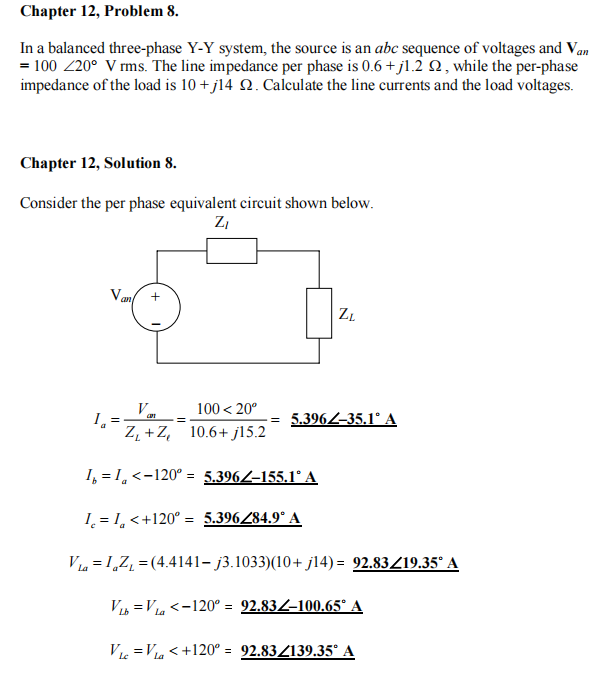 Chapter 12, Problem 8.
In a balanced three-phase Y-Y system, the source is an abc sequence of voltages and Van
= 100 ∠20° V rms. The line impedance per phase is 0.6 + j1.2 Ω, while the per-phase
impedance of the load is 10 + j14 Ω. Calculate the line currents and the load voltages.
Chapter 12, Solution 8.
Consider the per phase equivalent circuit shown below.
Zl
Van + –
ZL
Ia = Van / (ZL + Zℓ) = 100 < 20° / (10.6 + j15.2) = 5.396∠–35.1° A
Ib = Ia < –120° = 5.396∠–155.1° A
Ic = Ia < +120° = 5.396∠84.9° A
VLa = IaZL = (4.4141 – j3.1033)(10 + j14) = 92.83∠19.35° A
VLb = VLa < –120° = 92.83∠–100.65° A
VLc = VLa < +120° = 92.83∠139.35° A